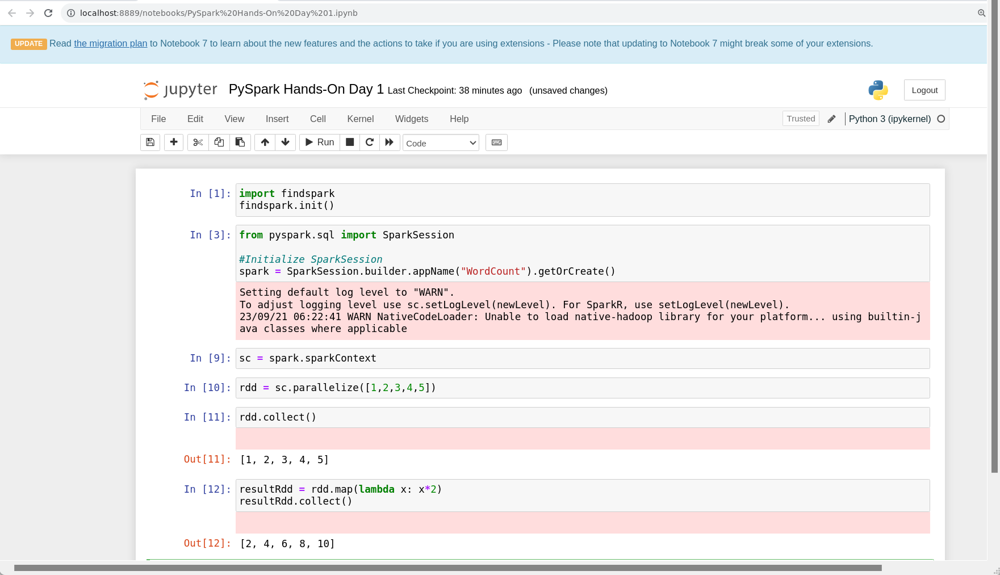 localhost:8889/notebooks/PySpark%20Hands-On%20Day%201.ipynb
UPDATE Read the migration plan to Notebook 7 to learn about the new features and the actions to take if you are using extensions - Please note that updating to Notebook 7 might break some of your extensions.
jupyter PySpark Hands-On Day 1 Last Checkpoint: 38 minutes ago (unsaved changes)
Logout
File Edit View Insert Cell Kernel Widgets Help
Trusted Python 3 (ipykernel)
Run Code
In [1]: import findspark
findspark.init()
In [3]: from pyspark.sql import SparkSession
#Initialize SparkSession
spark = SparkSession.builder.appName("WordCount").getOrCreate()
Setting default log level to "WARN".
To adjust logging level use sc.setLogLevel(newLevel). For SparkR, use setLogLevel(newLevel).
23/09/21 06:22:41 WARN NativeCodeLoader: Unable to load native-hadoop library for your platform... using builtin-j
ava classes where applicable
In [9]: sc = spark.sparkContext
In [10]: rdd = sc.parallelize([1,2,3,4,5])
In [11]: rdd.collect()
Out[11]: [1, 2, 3, 4, 5]
In [12]: resultRdd = rdd.map(lambda x: x*2)
resultRdd.collect()
Out[12]: [2, 4, 6, 8, 10]